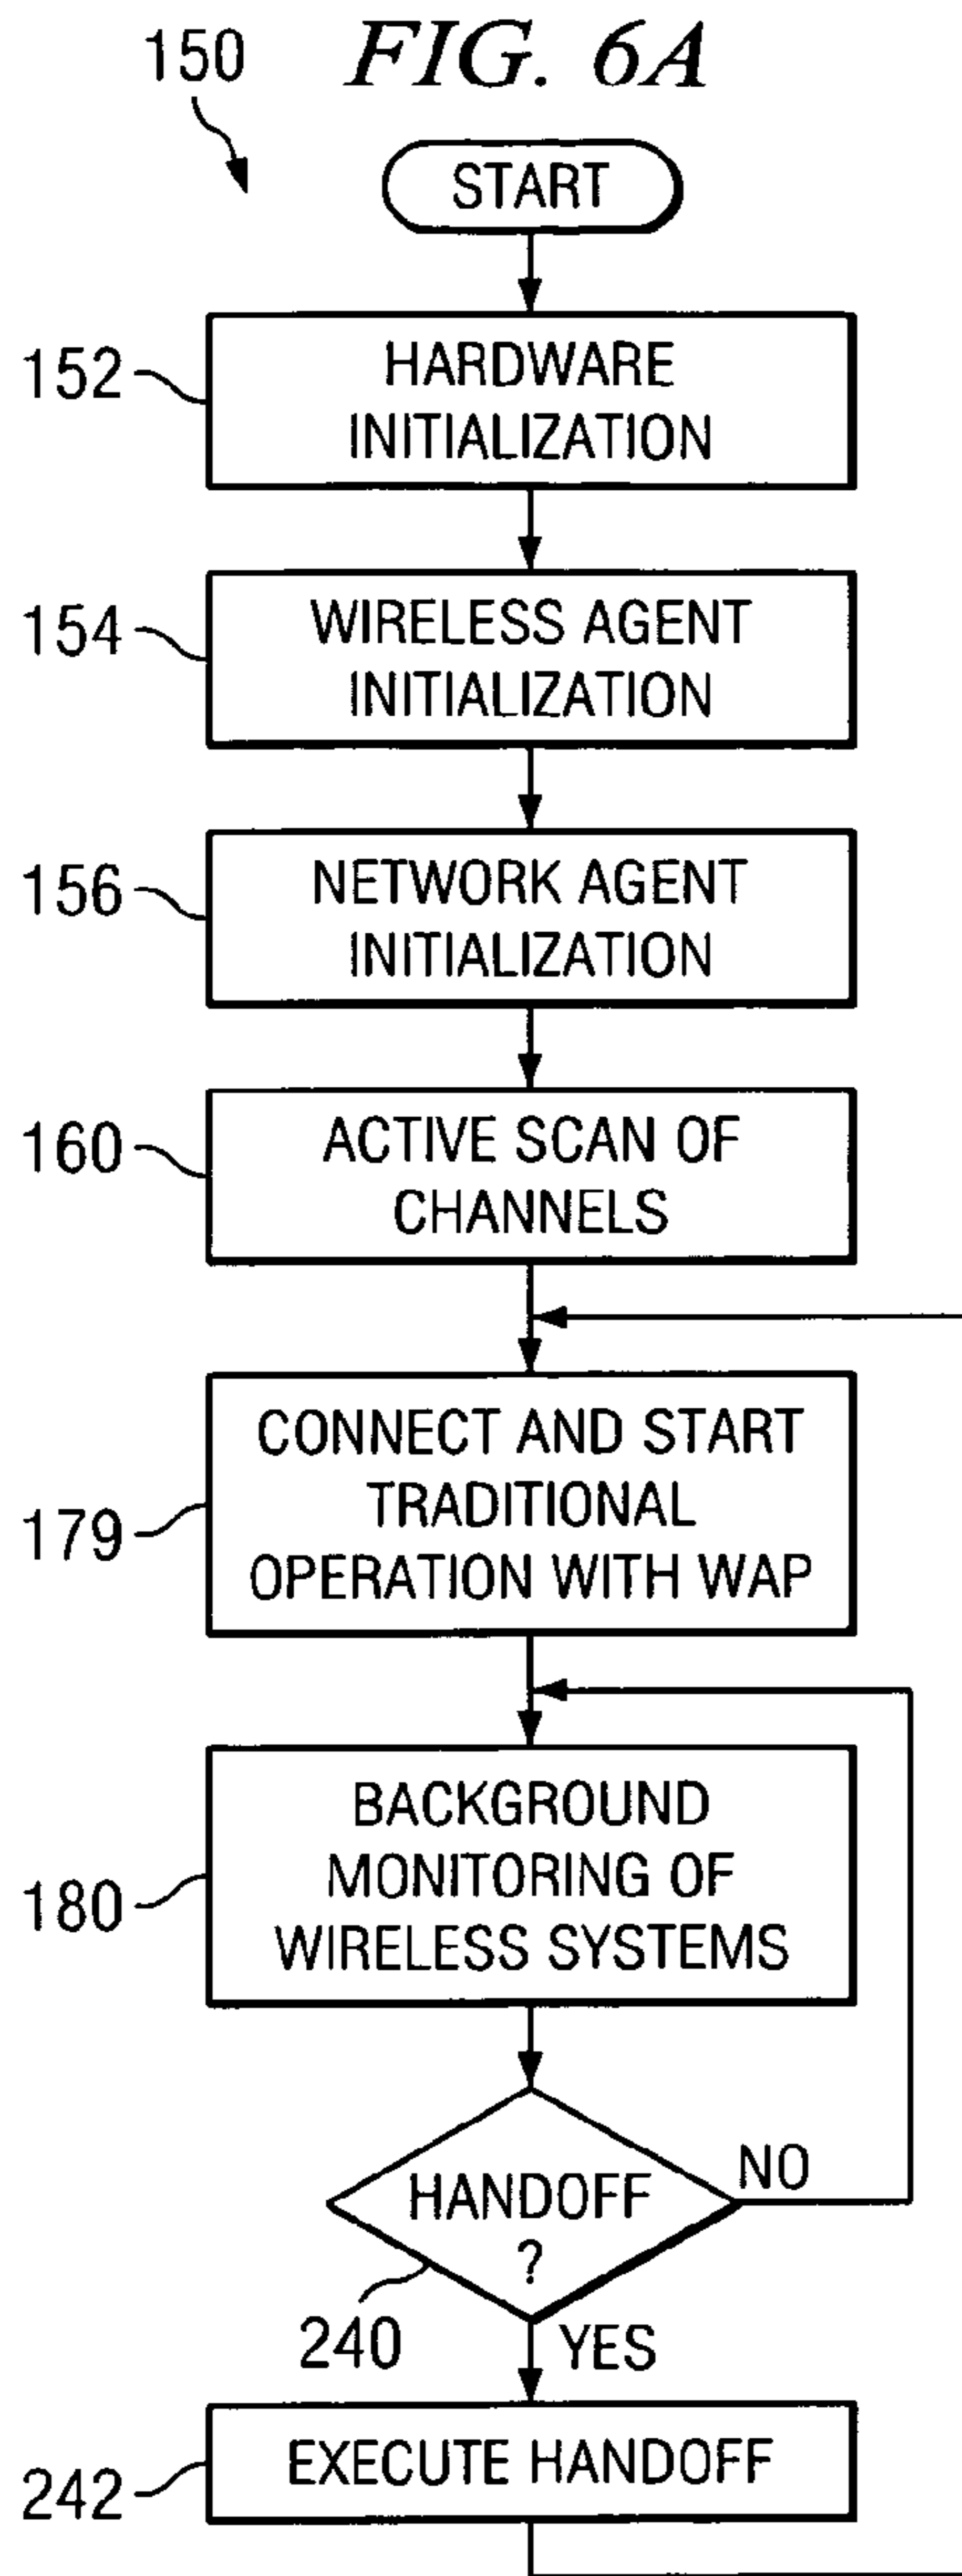 150
FIG. 6A
START
152
HARDWARE
INITIALIZATION
154
WIRELESS AGENT
INITIALIZATION
156
NETWORK AGENT
INITIALIZATION
160
ACTIVE SCAN OF
CHANNELS
179
CONNECT AND START
TRADITIONAL
OPERATION WITH WAP
180
BACKGROUND
MONITORING OF
WIRELESS SYSTEMS
HANDOFF
?
NO
240
YES
242
EXECUTE HANDOFF